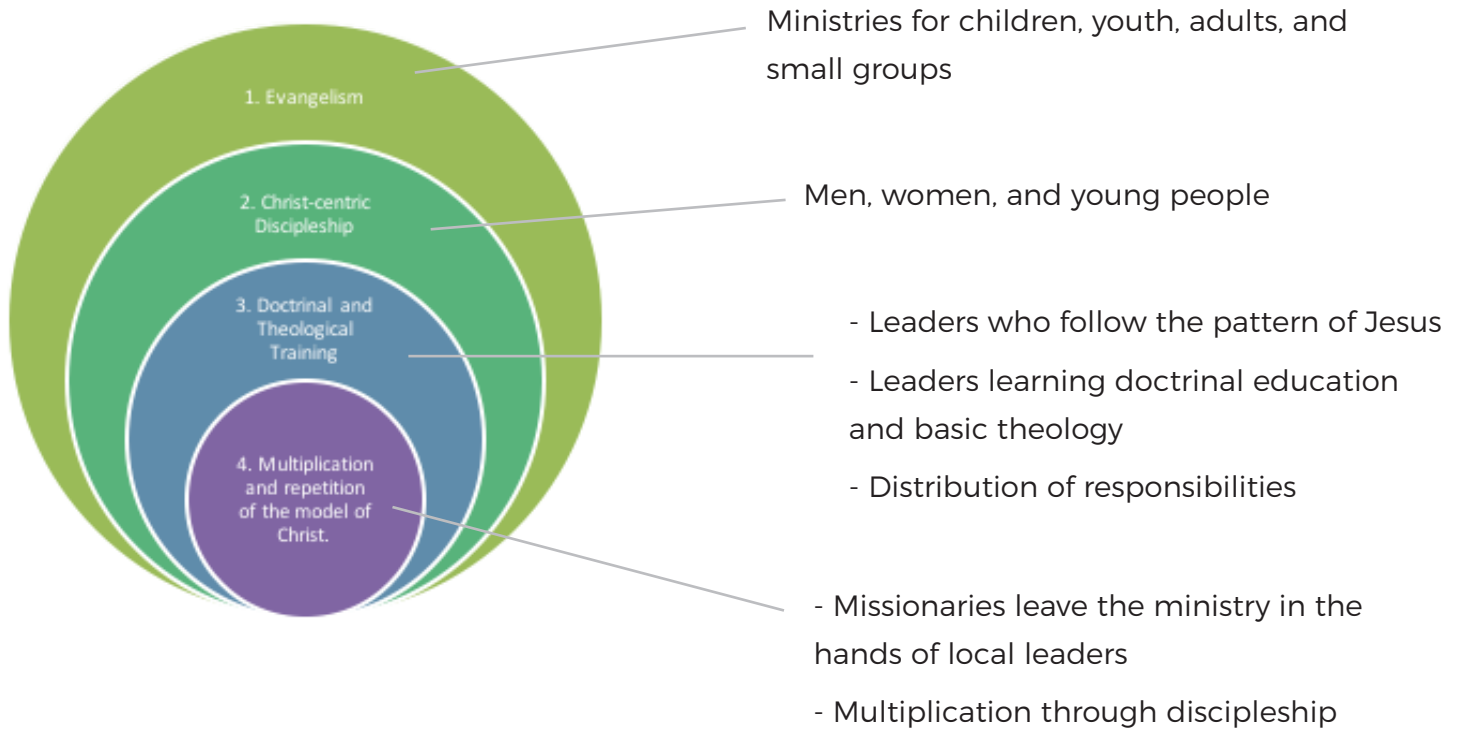 Ministries for children, youth, adults, and
small groups
1. Evangelism
2. Christ-centric
Discipleship
Men, women, and young people
3. Doctrinal and
Theological
Training
- Leaders who follow the pattern of Jesus
- Leaders learning doctrinal education
and basic theology
- Distribution of responsibilities
4. Multiplication
and repetition
of the model of
Christ.
- Missionaries leave the ministry in the
hands of local leaders
- Multiplication through discipleship